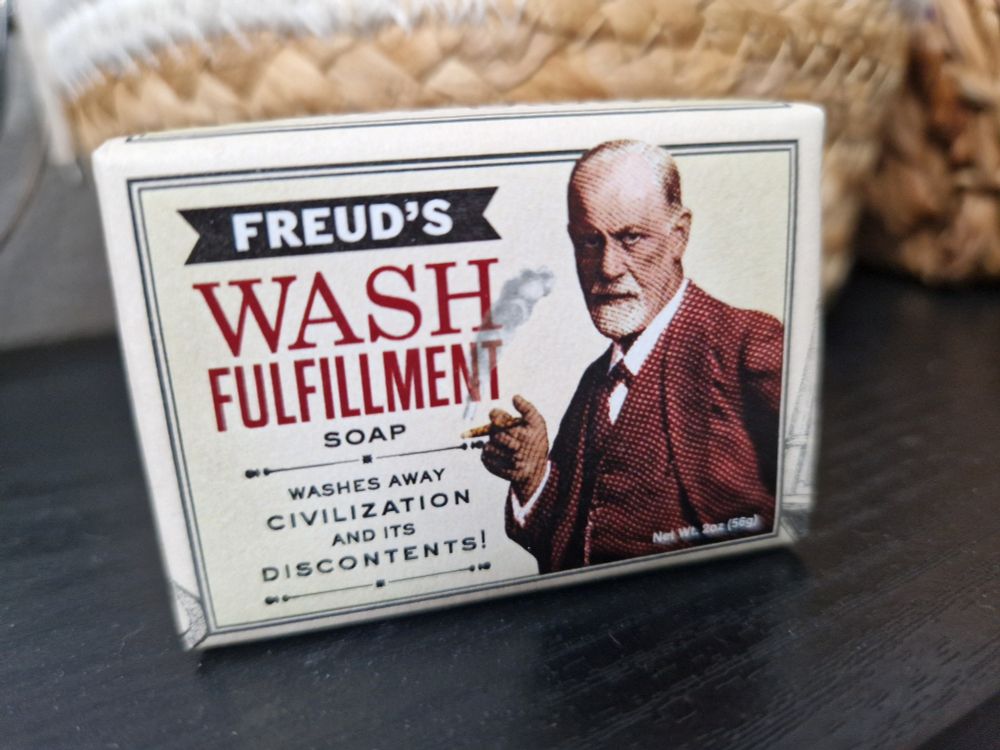 FREUD'S
WASH
FULFILLMENT
SOAP
WASHES AWAY
CIVILIZATION
AND ITS
DISCONTENTS!
Net Wt. 2oz (56g)